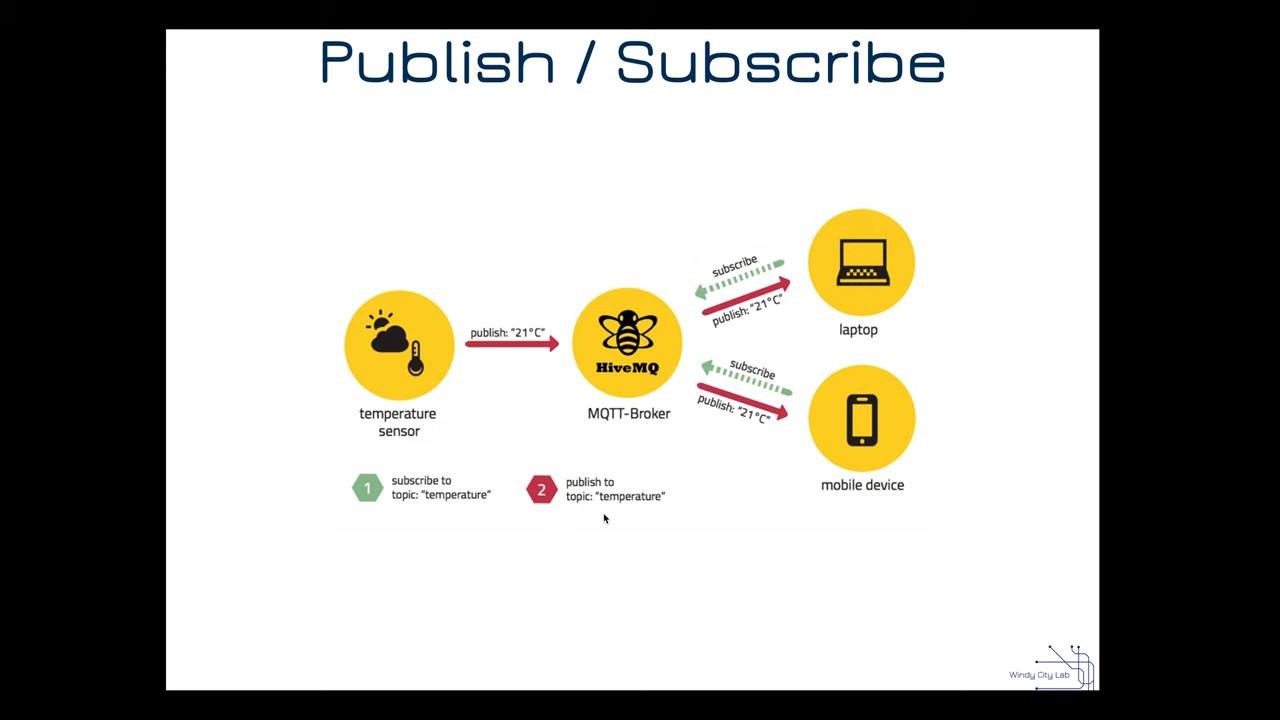 Publish / Subscribe
subscribe
publish: "21°C"
laptop
publish: "21°C"
HiveMQ
MQTT-Broker
temperature
sensor
subscribe
publish: "21°C"
mobile device
1
subscribe to
topic: "temperature"
2
publish to
topic: "temperature"
Windy City Lab